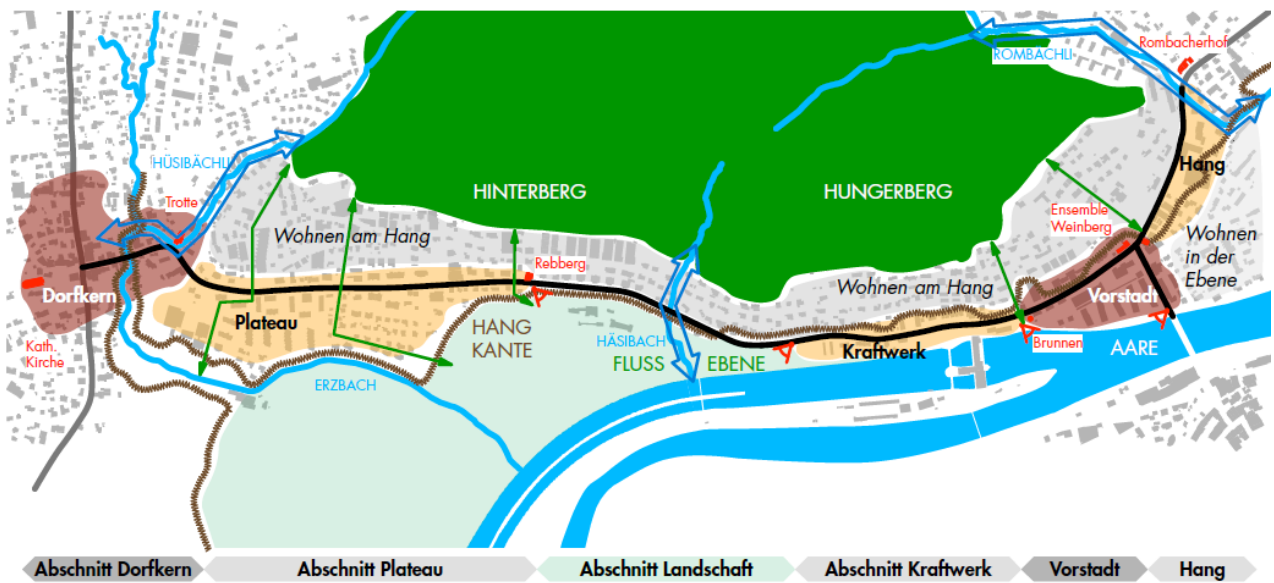 Rombacherhof
ROMBACHLI
HÜSIBÄCHLI
HINTERBERG
HUNGERBERG
Hang
Trotte
Ensemble
Weinberg
Wohnen am Hang
Wohnen
in der
Ebene
Rebberg
Dorfkern
Wohnen am Hang
Vorstadt
Plateau
HANG
KANTE
HÄSIBACH
Kath.
Kirche
FLUSS EBENE
Kraftwerk
Brunnen
AARE
ERZBACH
Abschnitt Dorfkern
Abschnitt Plateau
Abschnitt Landschaft
Abschnitt Kraftwerk
Vorstadt
Hang